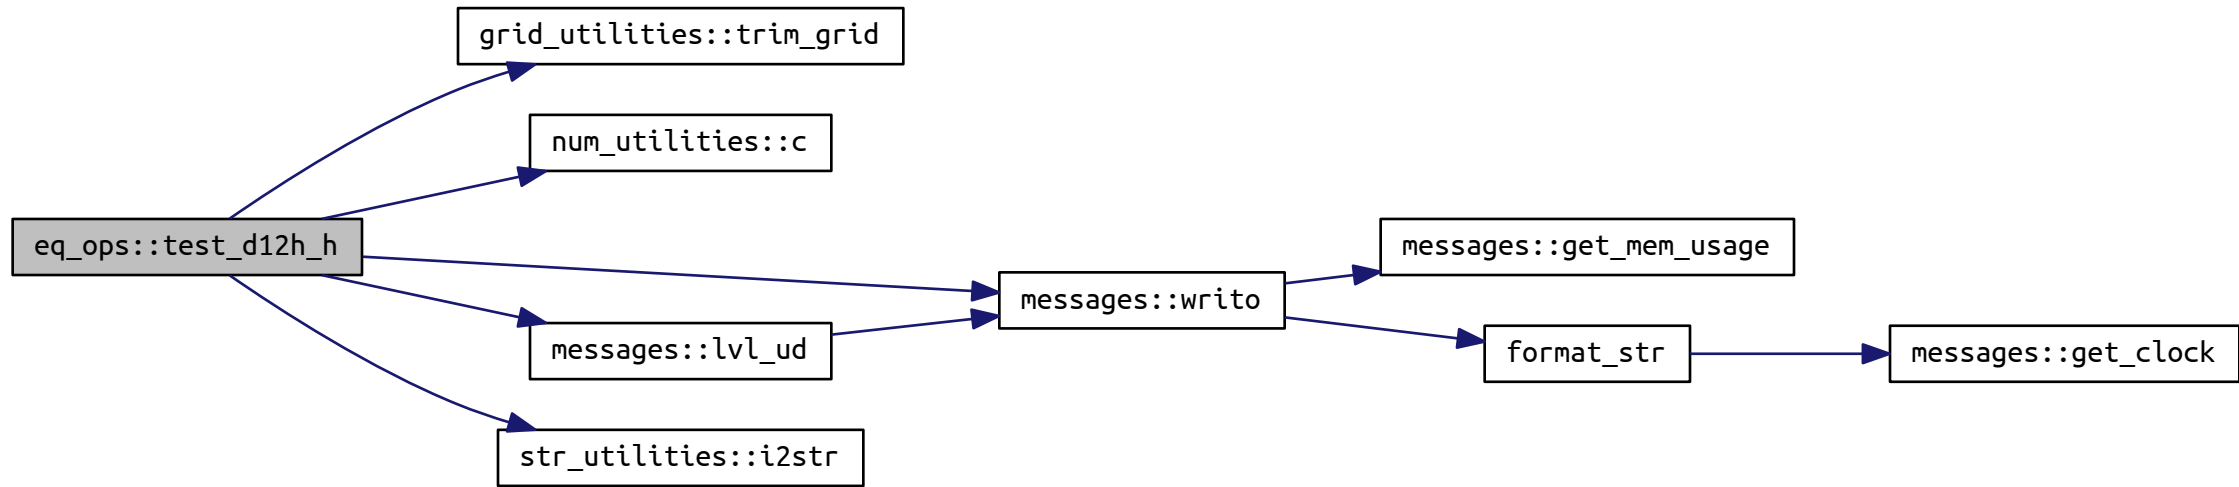 grid_utilities::trim_grid
num_utilities::c
eq_ops::test_d12h_h
messages::get_mem_usage
messages::writo
messages::lvl_ud
format_str
messages::get_clock
str_utilities::i2str